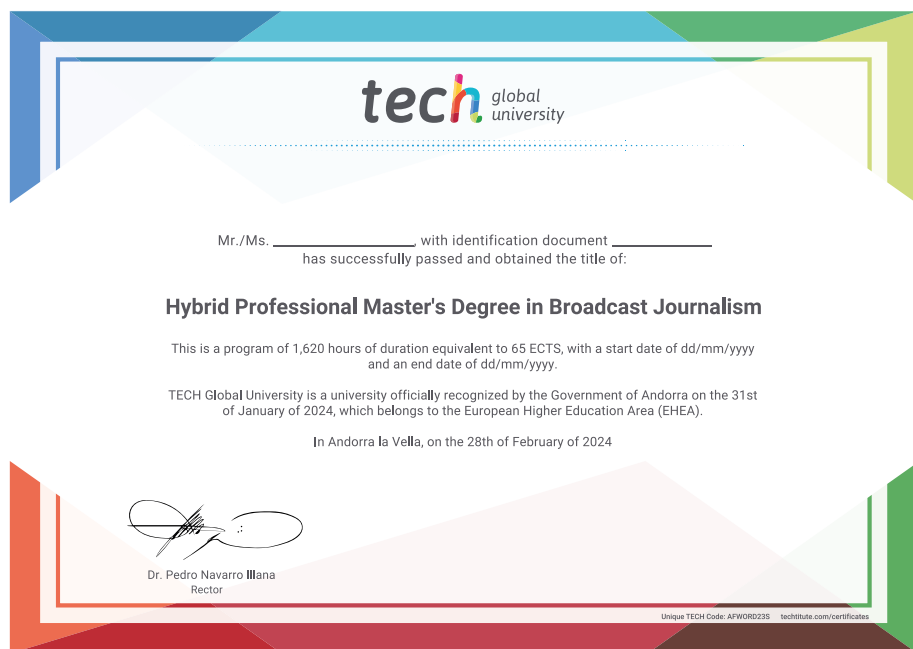 tech global
university
Mr./Ms. ____________________, with identification document ______________
has successfully passed and obtained the title of:
Hybrid Professional Master's Degree in Broadcast Journalism
This is a program of 1,620 hours of duration equivalent to 65 ECTS, with a start date of dd/mm/yyyy
and an end date of dd/mm/yyyy.
TECH Global University is a university officially recognized by the Government of Andorra on the 31st
of January of 2024, which belongs to the European Higher Education Area (EHEA).
In Andorra la Vella, on the 28th of February of 2024
Dr. Pedro Navarro Illana
Rector
Unique TECH Code: AFWORD23S techtitute.com/certificates